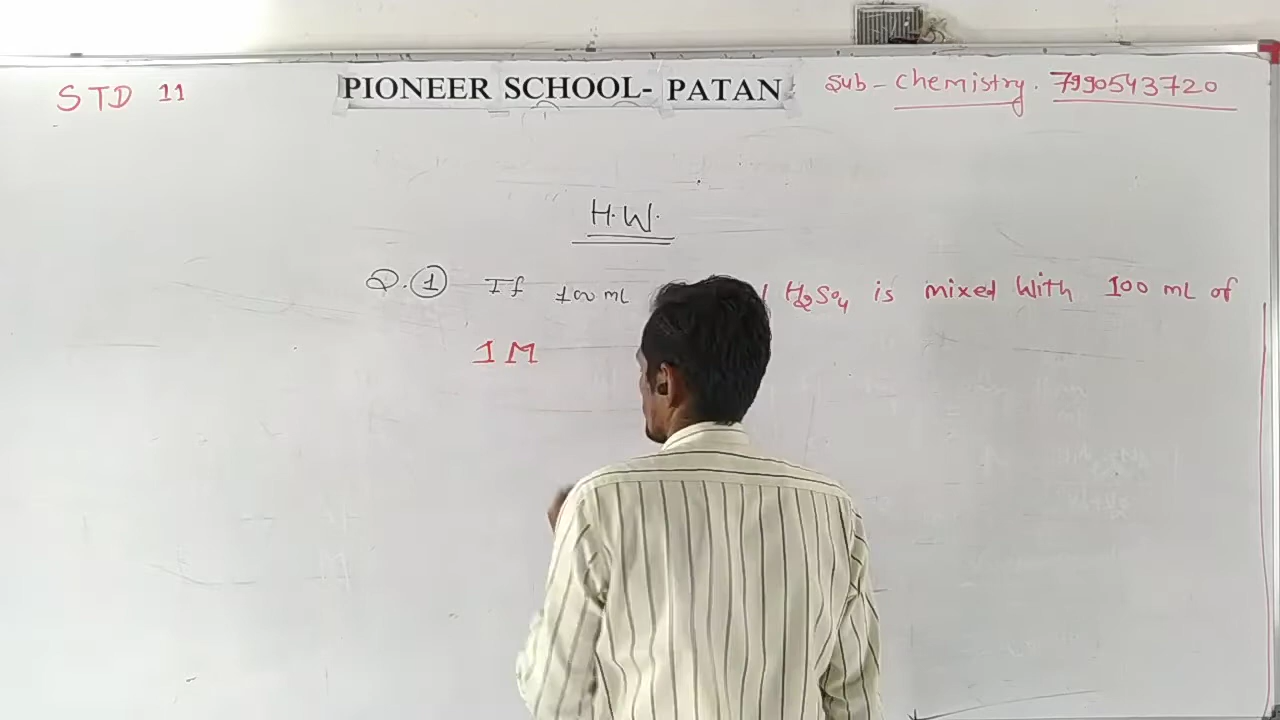 STD 11
PIONEER SCHOOL- PATAN
Sub - Chemistry. 7990543720
H.W.
Q.1 If 100 ml H2SO4 is mixed with 100 ml of
1 M